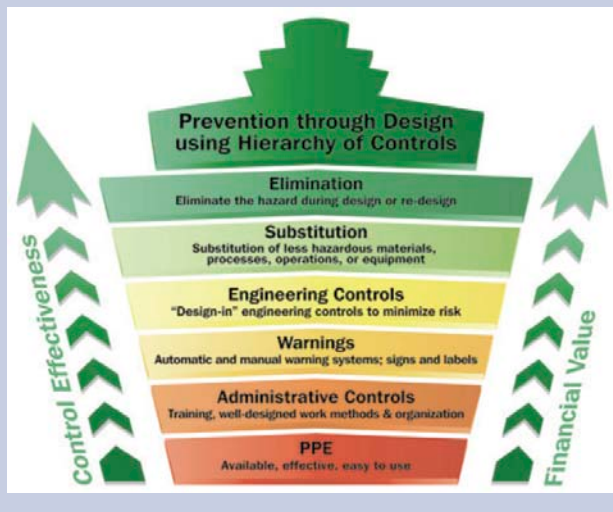 Prevention through Design
using Hierarchy of Controls
Elimination
Eliminate the hazard during design or re-design
Substitution
Substitution of less hazardous materials,
processes, operations, or equipment
Engineering Controls
“Design-in” engineering controls to minimize risk
Warnings
Automatic and manual warning systems; signs and labels
Administrative Controls
Training, well-designed work methods & organization
PPE
Available, effective, easy to use
Control Effectiveness
Financial Value